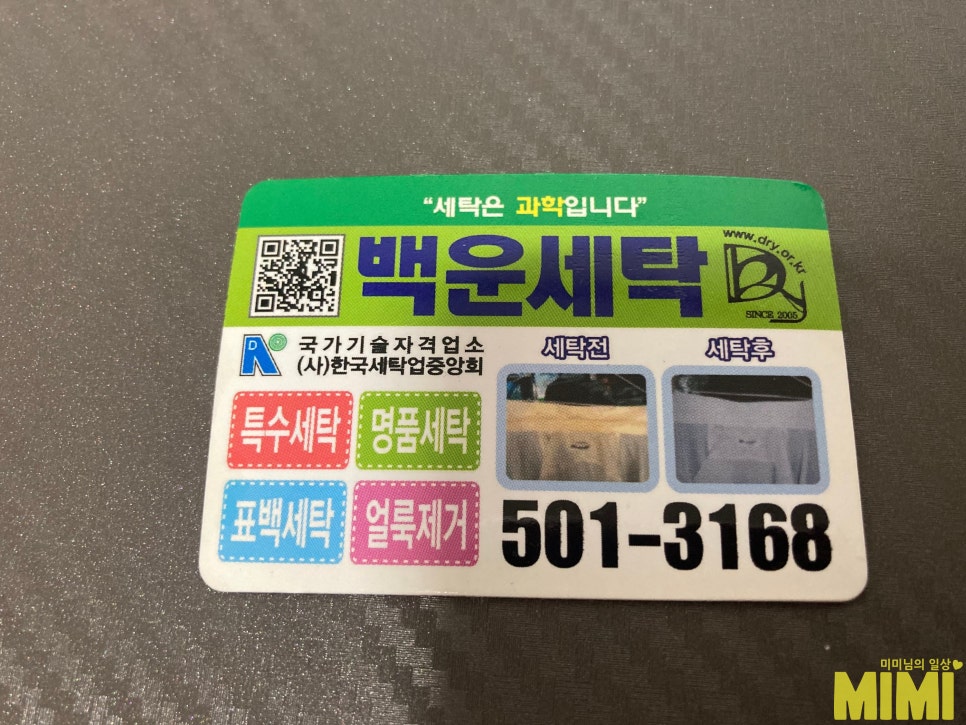 “세탁은 과학입니다”
백운세탁
www.dry.or.kr
SINCE 2005
국가기술자격업소
(사)한국세탁업중앙회
세탁전
세탁후
특수세탁
명품세탁
표백세탁
얼룩제거
501-3168
미미님의 일상
MIMI